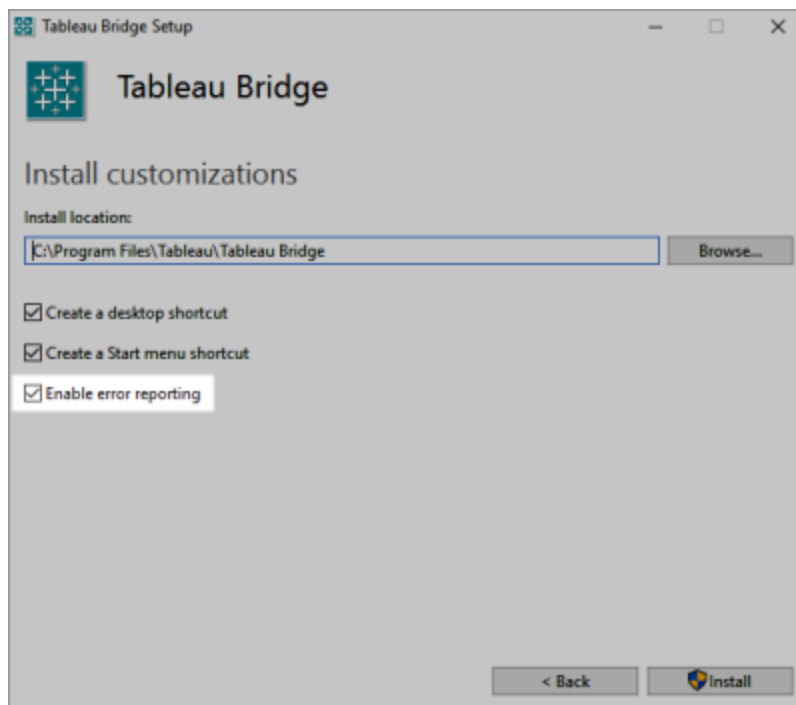 Tableau Bridge Setup
Tableau Bridge
Install customizations
Install location:
C:\Program Files\Tableau\Tableau Bridge
Browse...
Create a desktop shortcut
Create a Start menu shortcut
Enable error reporting
< Back
Install